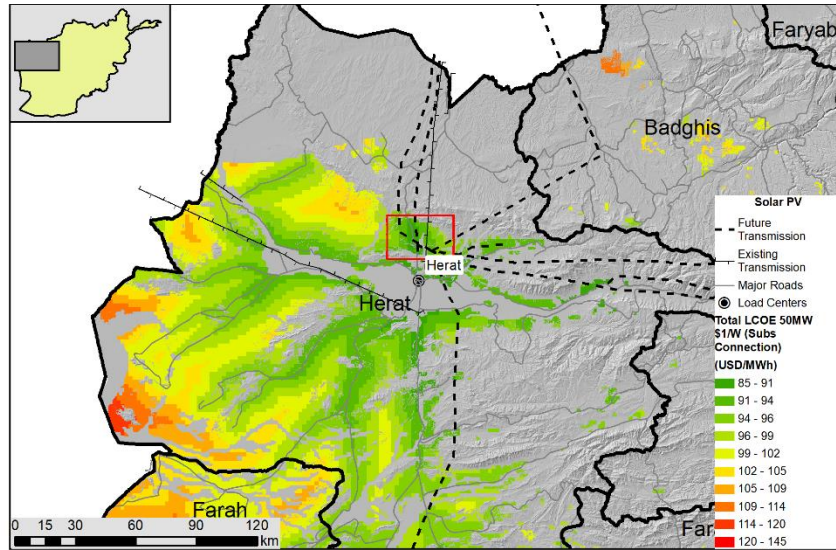 Faryab
Badghis
Herat
Herat
Farah
Far
0 15 30 60 90 120
km
Solar PV
Future
Transmission
Existing
Transmission
Major Roads
Load Centers
Total LCOE 50MW
$1/W (Subs
Connection)
(USD/MWh)
85 - 91
91 - 94
94 - 96
96 - 99
99 - 102
102 - 105
105 - 109
109 - 114
114 - 120
120 - 145